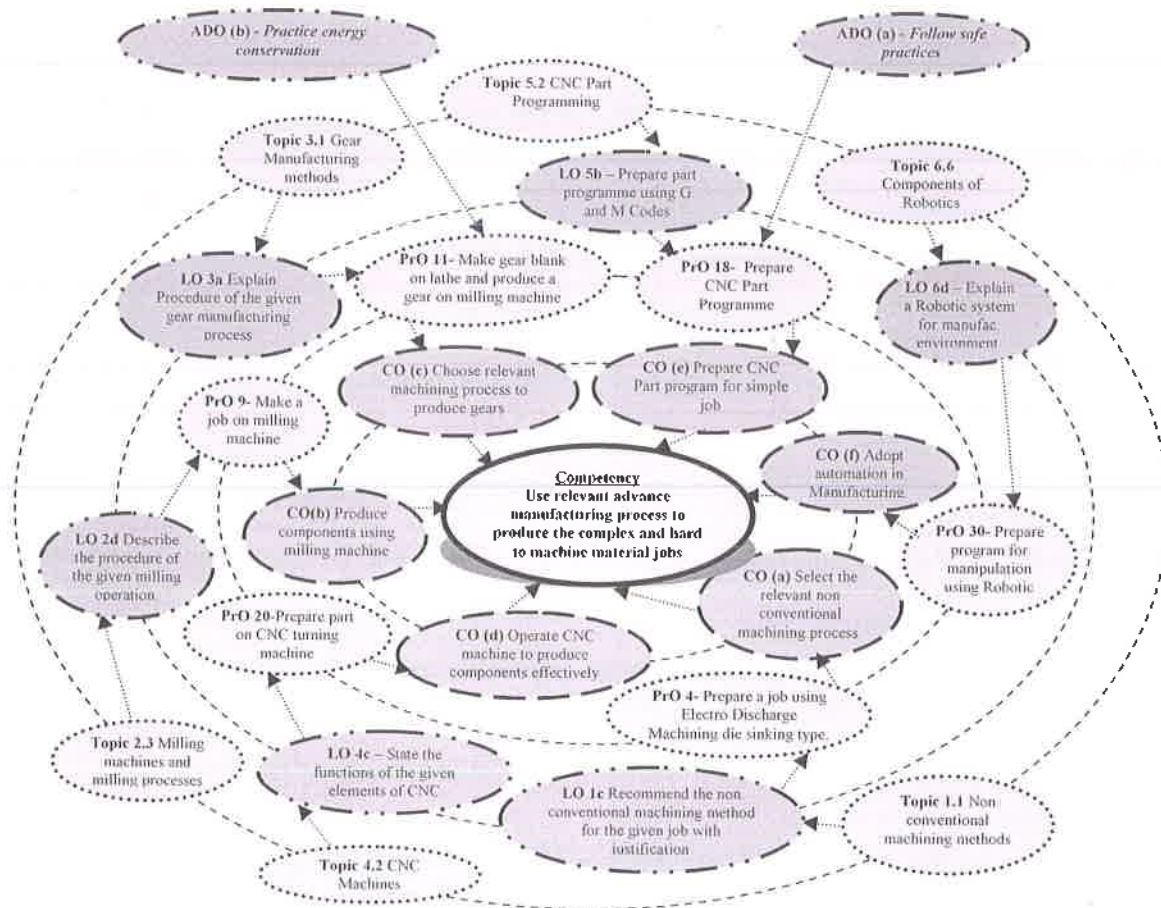 ADO (b) - Practice energy
conservation
ADO (a) - Follow safe
practices
Topic 5.2 CNC Part
Programming
Topic 3.1 Gear
Manufacturing
methods
LO 5b – Prepare part
programme using G
and M Codes
Topic 6.6
Components of
Robotics
LO 3a Explain
Procedure of the given
gear manufacturing
process
PrO 11- Make gear blank
on lathe and produce a
gear on milling machine
PrO 18- Prepare
CNC Part
Programme
LO 6d – Explain
a Robotic system
for manufac.
environment
CO (c) Choose relevant
machining process to
produce gears
CO (e) Prepare CNC
Part program for simple
job
PrO 9- Make a
job on milling
machine
CO (f) Adopt
automation in
Manufacturing
Competency
Use relevant advance
manufacturing process to
produce the complex and hard
to machine material jobs
CO(b) Produce
components using
milling machine
LO 2d Describe
the procedure of
the given milling
operation.
PrO 30- Prepare
program for
manipulation
using Robotic
CO (a) Select the
relevant non
conventional
machining process
PrO 20-Prepare part
on CNC turning
machine
CO (d) Operate CNC
machine to produce
components effectively
PrO 4- Prepare a job using
Electro Discharge
Machining die sinking type.
Topic 2.3 Milling
machines and
milling processes
LO 4c – State the
functions of the given
elements of CNC
LO 1c Recommend the non
conventional machining method
for the given job with
justification
Topic 1.1 Non
conventional
machining methods
Topic 4.2 CNC
Machines